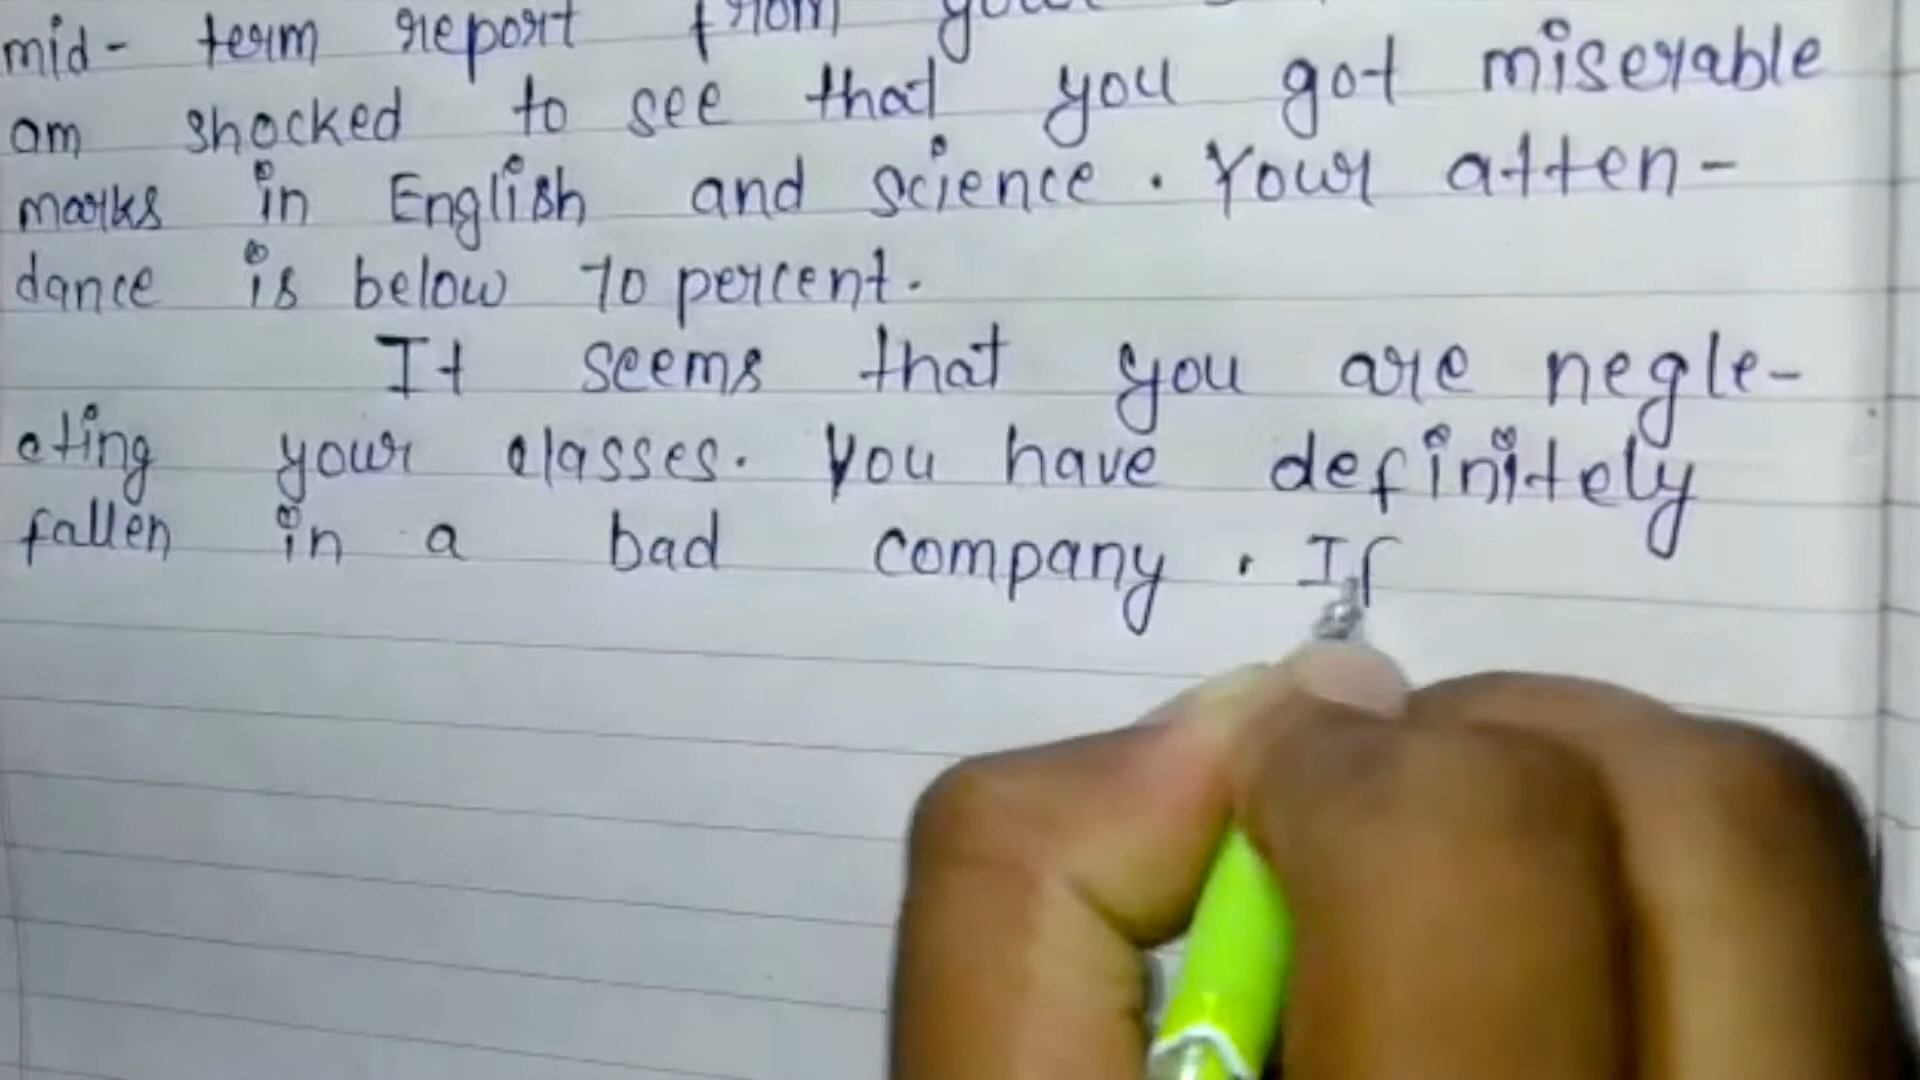 mid- term report from your
am shocked to see that you got miserable
marks in English and science. Your atten-
dance is below 70 percent.
It seems that you are negle-
cting your classes. You have definitely
fallen in a bad company. If